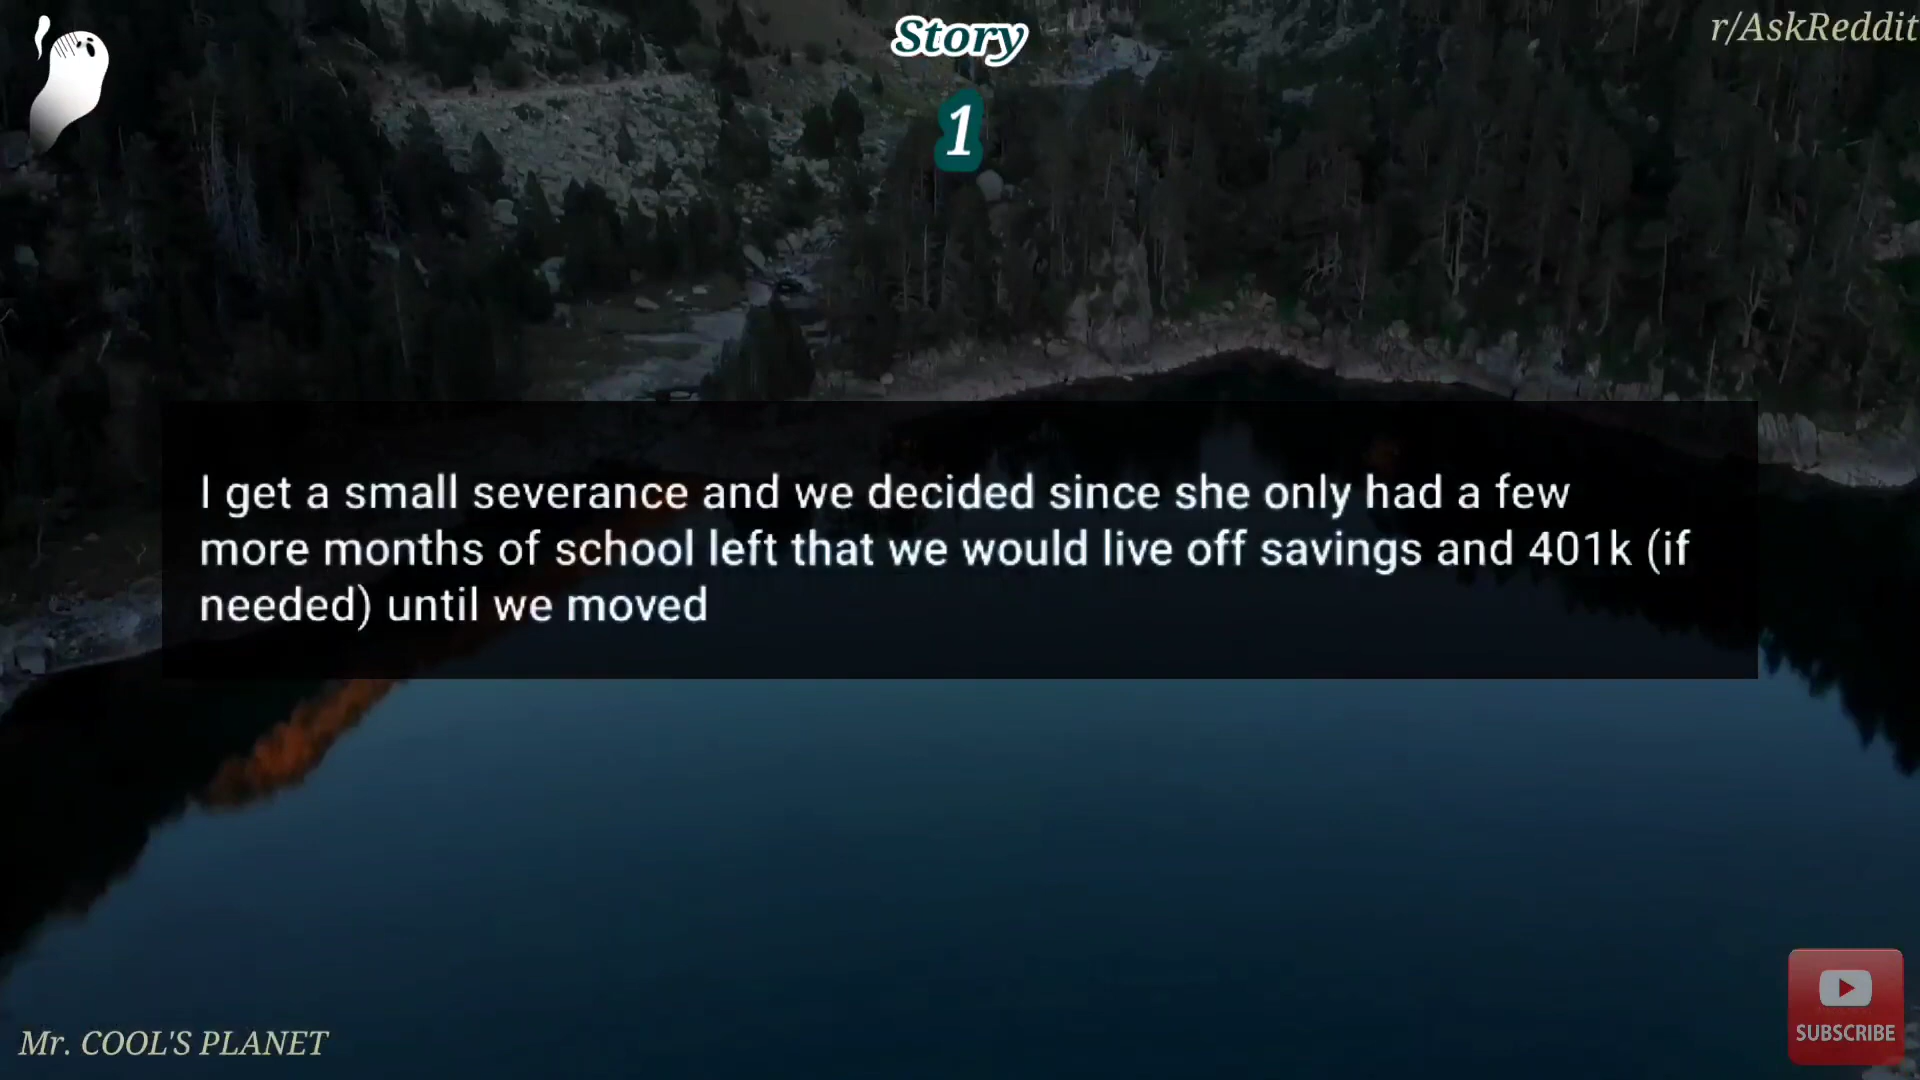 Story
r/AskReddit
1
I get a small severance and we decided since she only had a few
more months of school left that we would live off savings and 401k (if
needed) until we moved
SUBSCRIBE
Mr. COOL'S PLANET